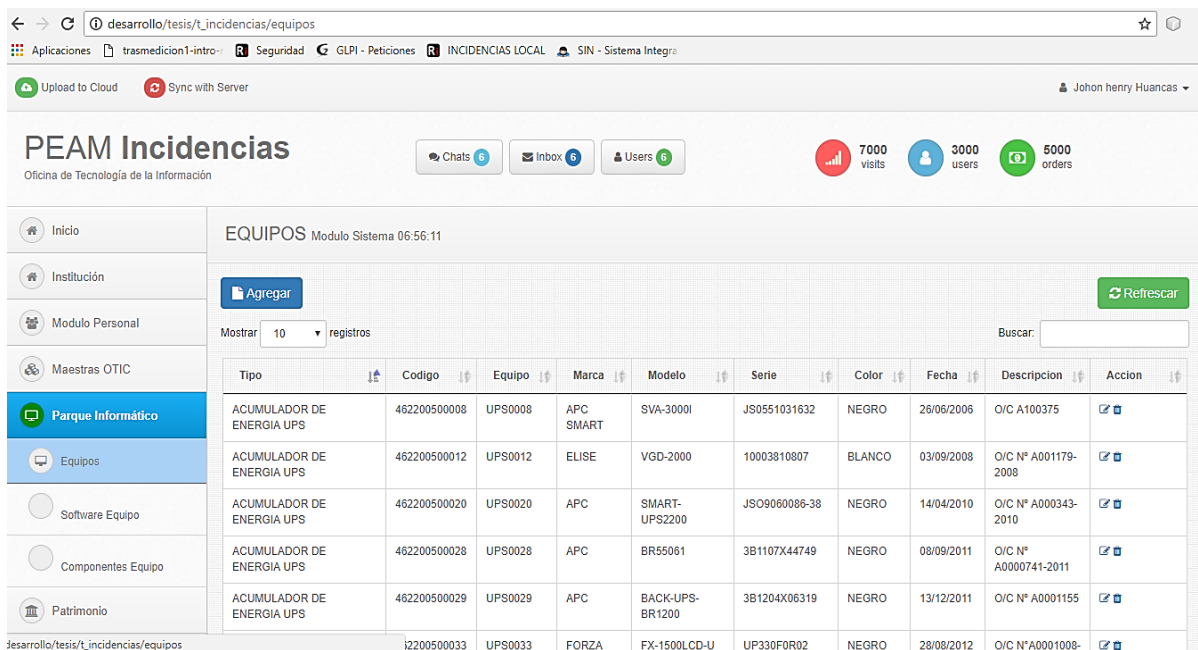 desarrollo/tesis/t_incidencias/equipos
Aplicaciones trasmedicion1-intro- Seguridad GLPI - Peticiones INCIDENCIAS LOCAL SIN - Sistema Integra
Upload to Cloud Sync with Server Johon henry Huancas
PEAM Incidencias
Oficina de Tecnología de la Información
Chats 6 Inbox 6 Users 6
7000 visits
3000 users
5000 orders
Inicio
Institución
Modulo Personal
Maestras OTIC
Parque Informático
Equipos
Software Equipo
Componentes Equipo
Patrimonio
EQUIPOS Modulo Sistema 06:56:11
Agregar Refrescar
Mostrar 10 registros Buscar:
Tipo Codigo Equipo Marca Modelo Serie Color Fecha Descripcion Accion
ACUMULADOR DE ENERGIA UPS 462200500008 UPS0008 APC SMART SVA-3000I JS0551031632 NEGRO 26/06/2006 O/C A100375
ACUMULADOR DE ENERGIA UPS 462200500012 UPS0012 ELISE VGD-2000 10003810807 BLANCO 03/09/2008 O/C N° A001179-2008
ACUMULADOR DE ENERGIA UPS 462200500020 UPS0020 APC SMART-UPS2200 JSO9060086-38 NEGRO 14/04/2010 O/C N° A000343-2010
ACUMULADOR DE ENERGIA UPS 462200500028 UPS0028 APC BR55061 3B1107X44749 NEGRO 08/09/2011 O/C N° A0000741-2011
ACUMULADOR DE ENERGIA UPS 462200500029 UPS0029 APC BACK-UPS-BR1200 3B1204X06319 NEGRO 13/12/2011 O/C N° A0001155
62200500033 UPS0033 FORZA FX-1500LCD-U UP330F0R02 NEGRO 28/08/2012 O/C N°A0001008-
desarrollo/tesis/t_incidencias/equipos